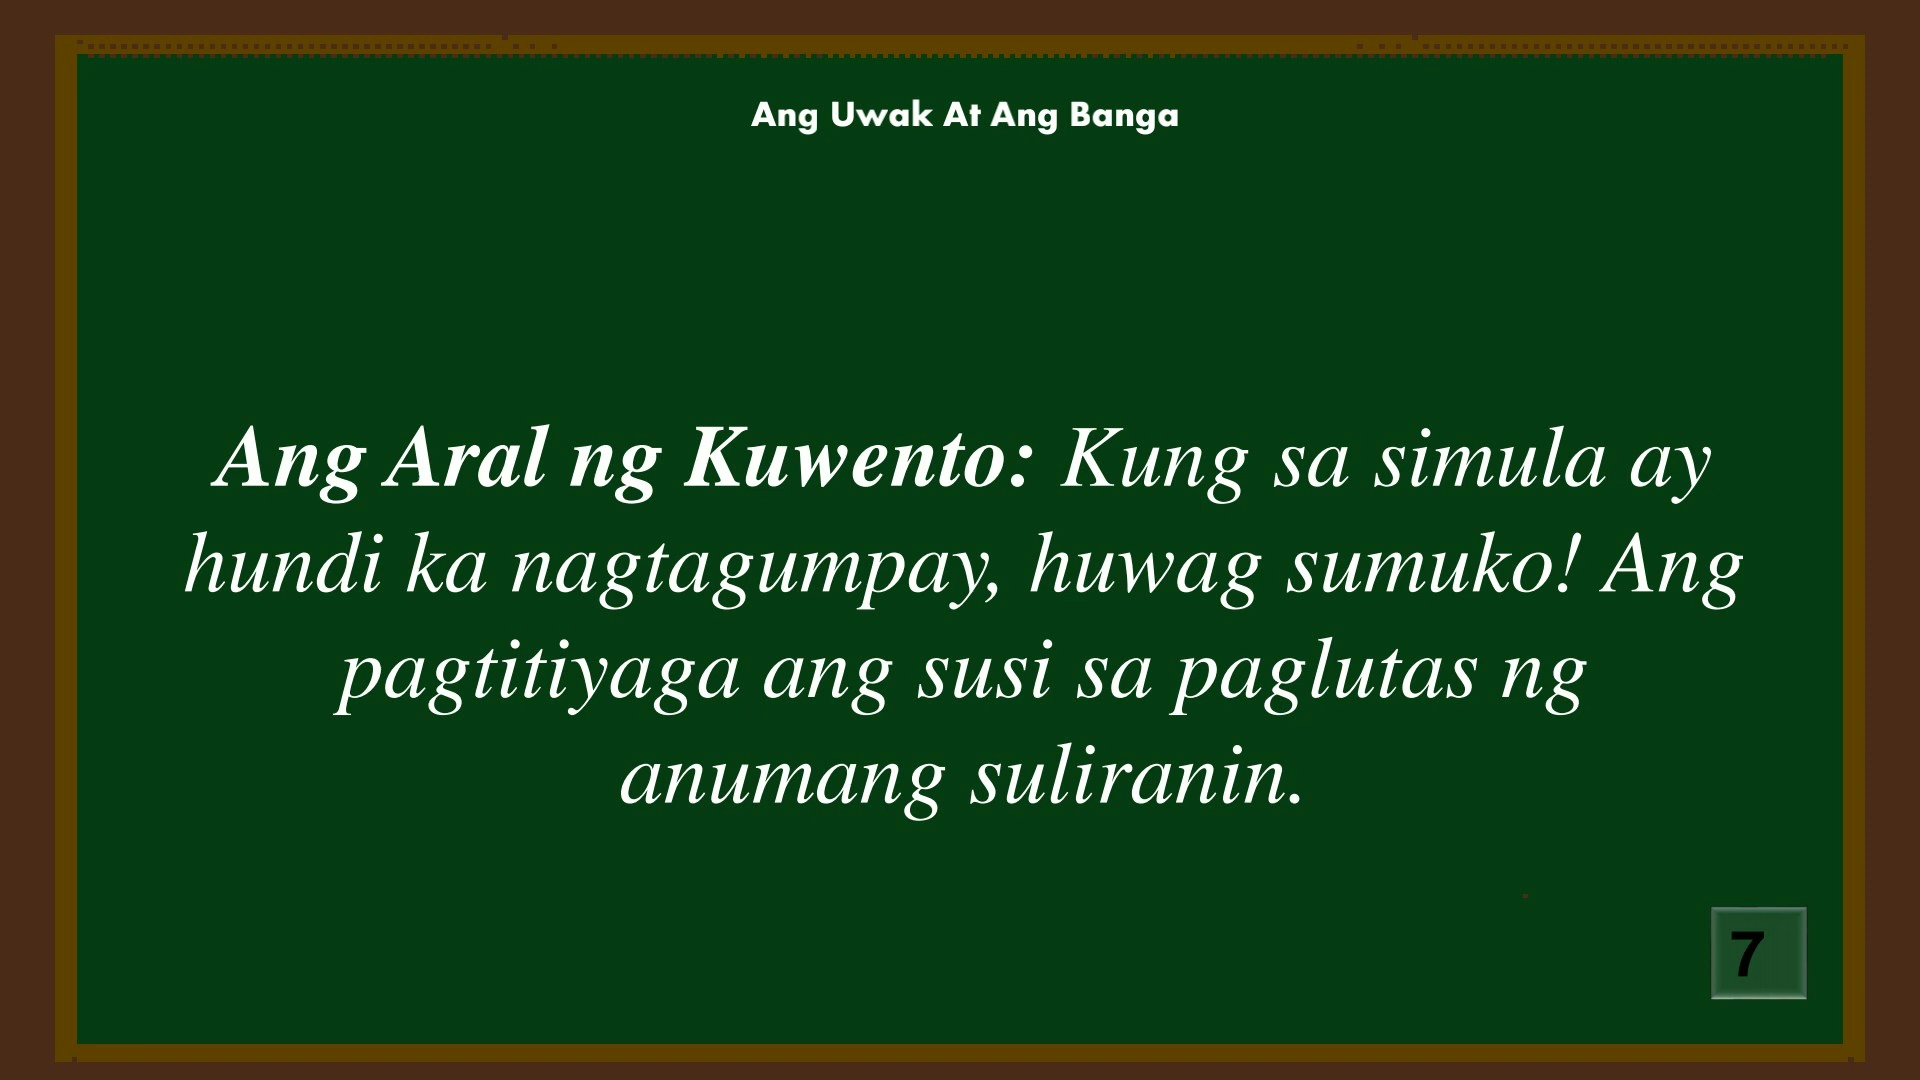 Ang Uwak At Ang Banga
Ang Aral ng Kuwento: Kung sa simula ay
hundi ka nagtagumpay, huwag sumuko! Ang
pagtitiyaga ang susi sa paglutas ng
anumang suliranin.
7